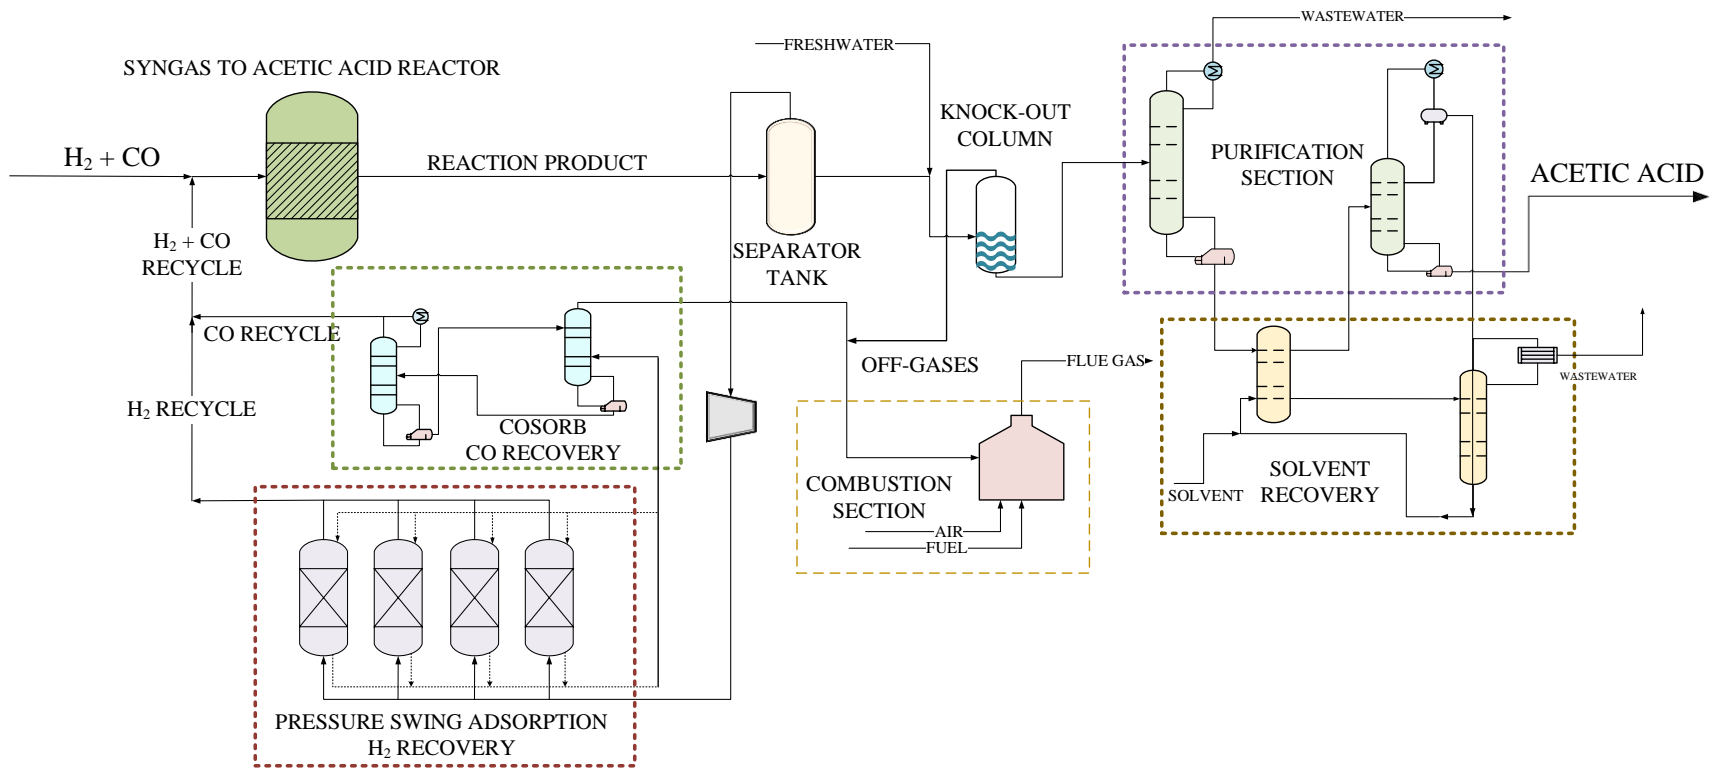 WASTEWATER
FRESHWATER
SYNGAS TO ACETIC ACID REACTOR
KNOCK-OUT
COLUMN
H₂ + CO
REACTION PRODUCT
PURIFICATION
SECTION
ACETIC ACID
H₂ + CO
RECYCLE
SEPARATOR
TANK
CO RECYCLE
OFF-GASES
FLUE GAS
WASTEWATER
H₂ RECYCLE
COSORB
CO RECOVERY
COMBUSTION
SECTION
SOLVENT
SOLVENT
RECOVERY
AIR
FUEL
PRESSURE SWING ADSORPTION
H₂ RECOVERY